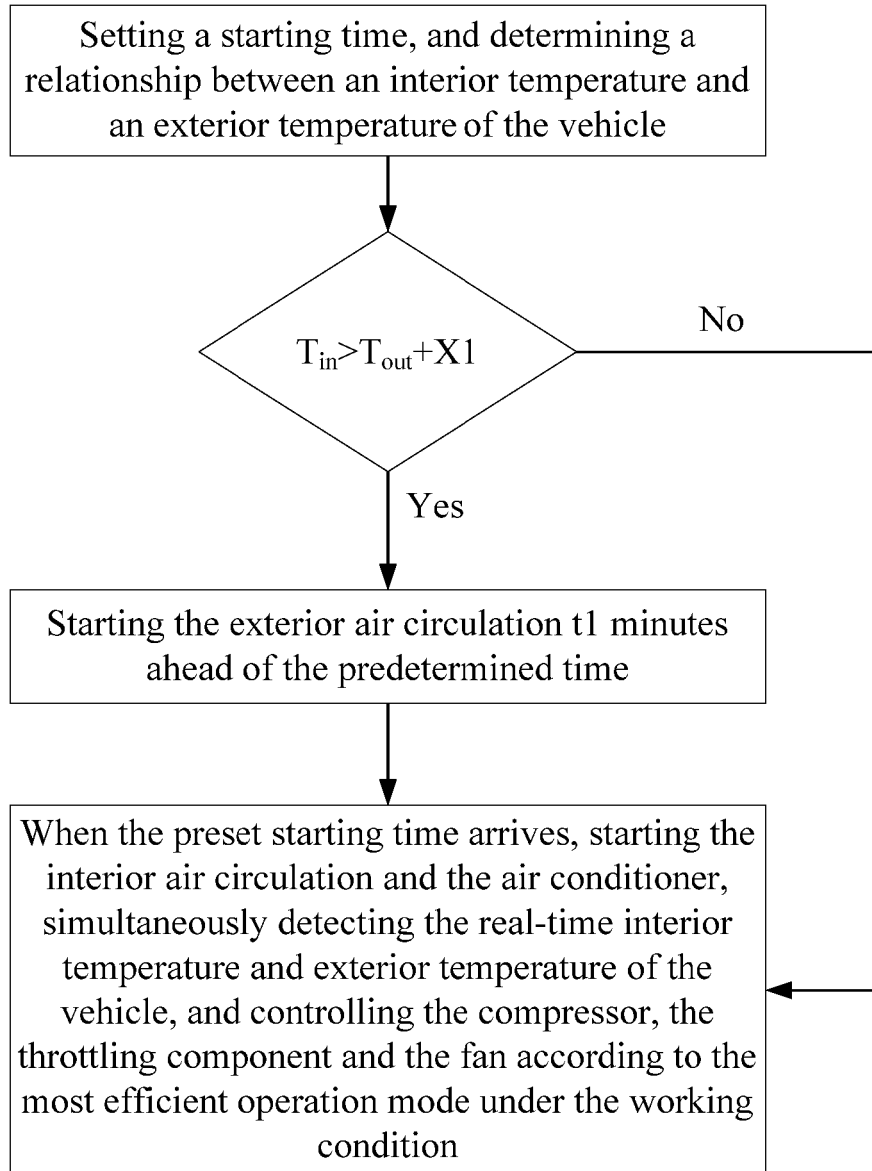 Setting a starting time, and determining a
relationship between an interior temperature and
an exterior temperature of the vehicle
T_in>T_out+X1
No
Yes
Starting the exterior air circulation t1 minutes
ahead of the predetermined time
When the preset starting time arrives, starting the
interior air circulation and the air conditioner,
simultaneously detecting the real-time interior
temperature and exterior temperature of the
vehicle, and controlling the compressor, the
throttling component and the fan according to the
most efficient operation mode under the working
condition